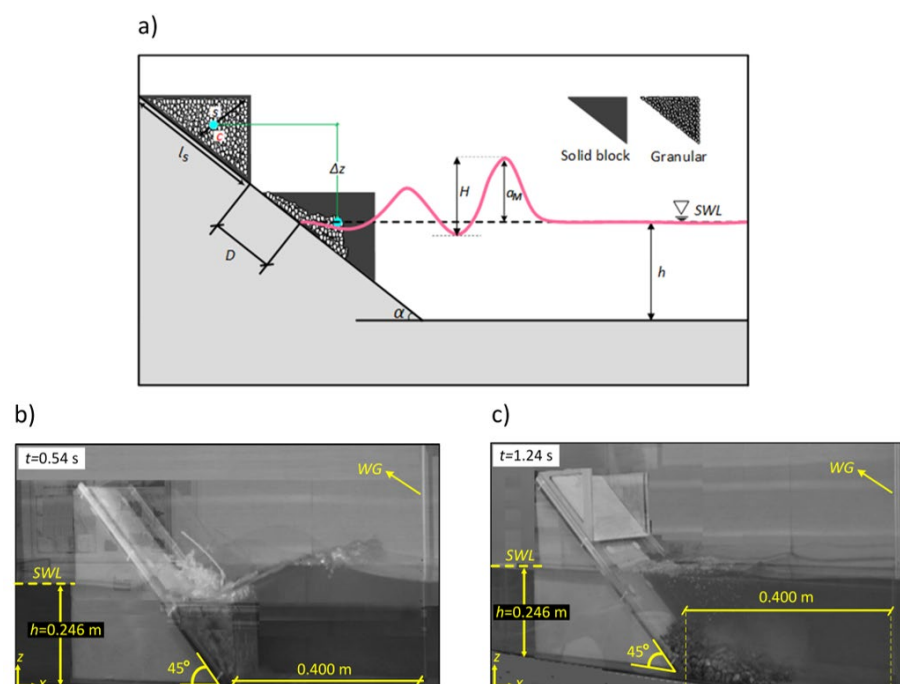 a)
s
c
l_s
Δz
H
a_M
Solid block
Granular
SWL
D
h
α
b)
c)
t=0.54 s
WG
SWL
h=0.246 m
45°
0.400 m
z
x
t=1.24 s
WG
SWL
0.400 m
h=0.246 m
45°
z
x